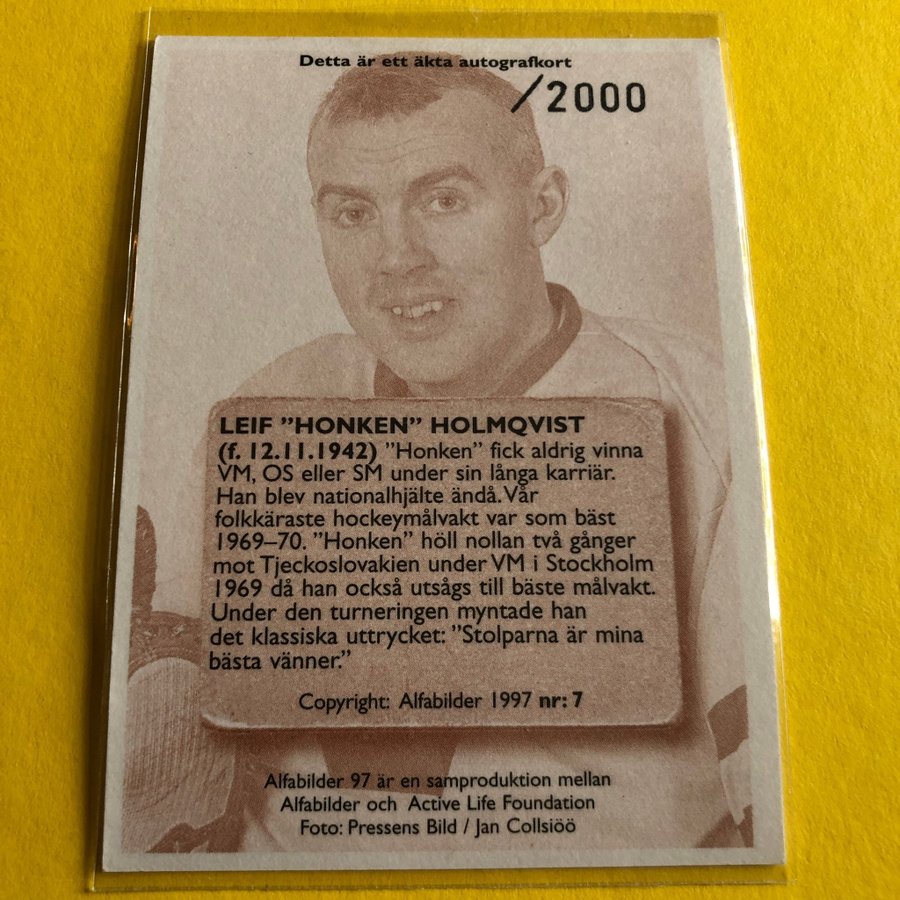 Detta är ett äkta autografkort
/2000
LEIF ”HONKEN” HOLMQVIST
(f. 12.11.1942) ”Honken” fick aldrig vinna
VM, OS eller SM under sin långa karriär.
Han blev nationalhjälte ändå. Vår
folkkäraste hockeymålvakt var som bäst
1969–70. ”Honken” höll nollan två gånger
mot Tjeckoslovakien under VM i Stockholm
1969 då han också utsågs till bäste målvakt.
Under den turneringen myntade han
det klassiska uttrycket: ”Stolparna är mina
bästa vänner.”
Copyright: Alfabilder 1997 nr: 7
Alfabilder 97 är en samproduktion mellan
Alfabilder och Active Life Foundation
Foto: Pressens Bild / Jan Collsiöö